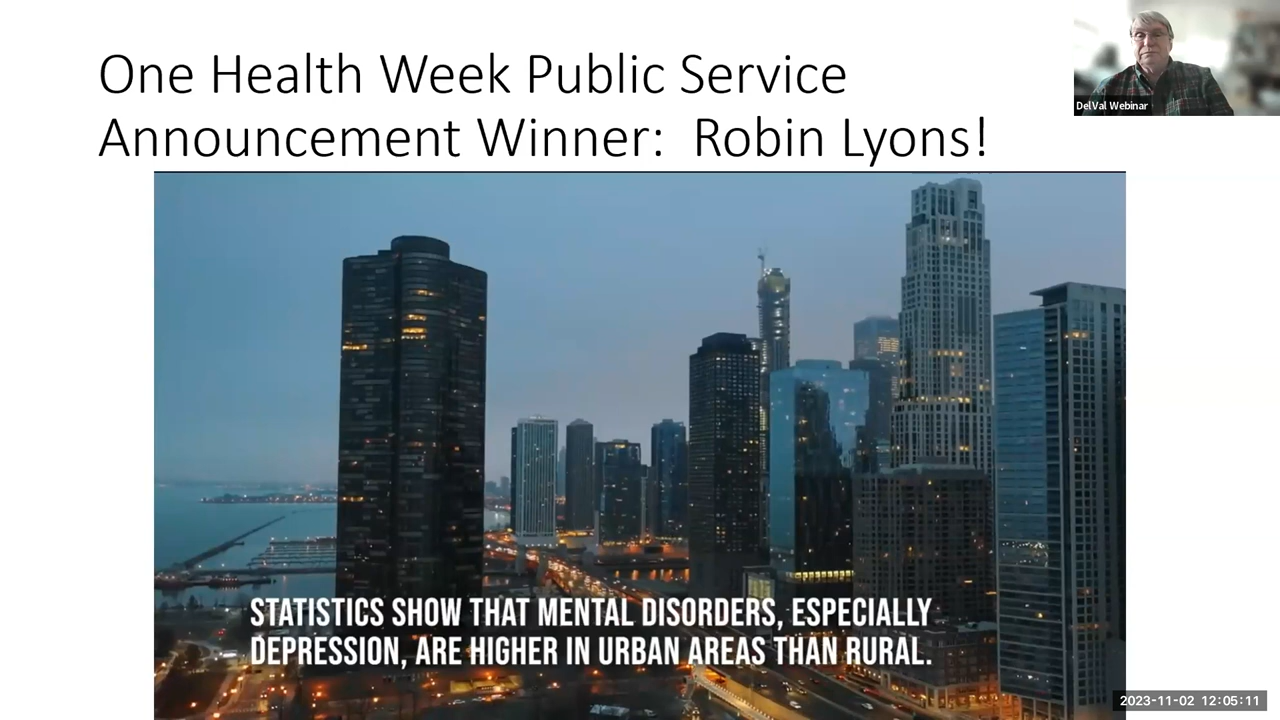 One Health Week Public Service
Announcement Winner:  Robin Lyons!
DelVal Webinar
STATISTICS SHOW THAT MENTAL DISORDERS, ESPECIALLY
DEPRESSION, ARE HIGHER IN URBAN AREAS THAN RURAL.
2023-11-02 12:05:11